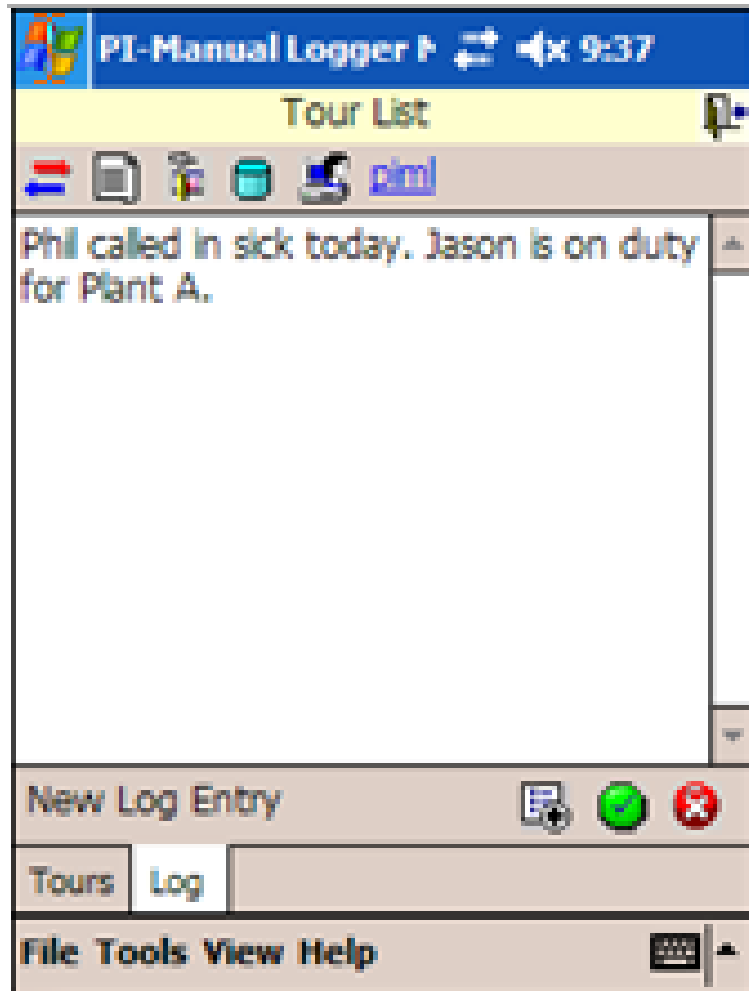 PI-Manual Logger 9:37
Tour List
piml
Phil called in sick today. Jason is on duty
for Plant A.
New Log Entry
Tours Log
File Tools View Help